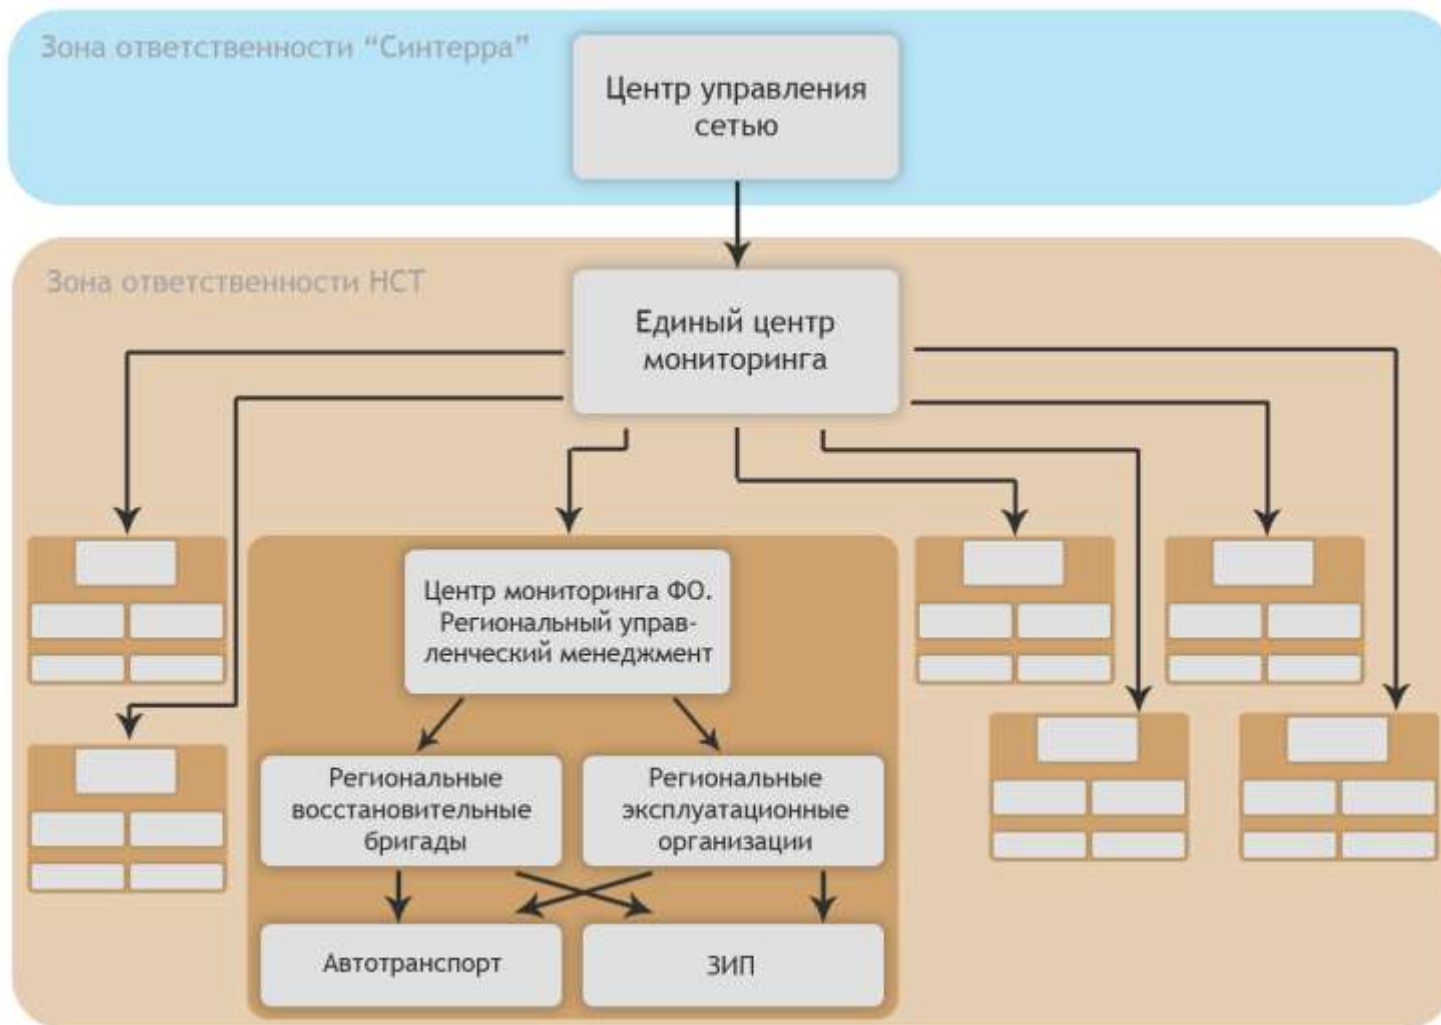 Зона ответственности “Синтерра”
Центр управления
сетью
Зона ответственности НСТ
Единый центр
мониторинга
Центр мониторинга ФО.
Региональный управ-
ленческий менеджмент
Региональные
восстановительные
бригады
Региональные
эксплуатационные
организации
Автотранспорт
ЗИП